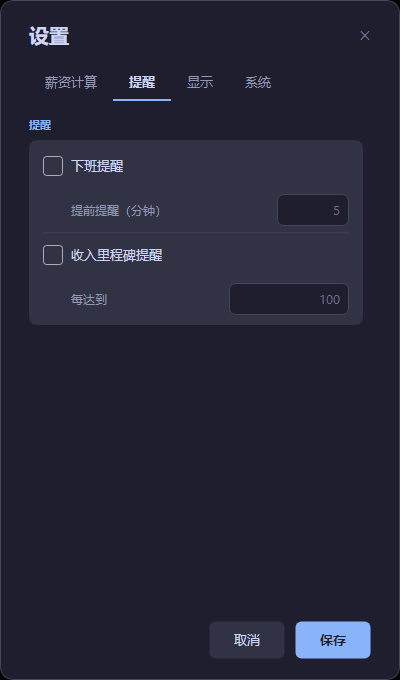 设置
×
薪资计算 提醒 显示 系统
提醒
下班提醒
提前提醒（分钟） 5
收入里程碑提醒
每达到 100
取消 保存